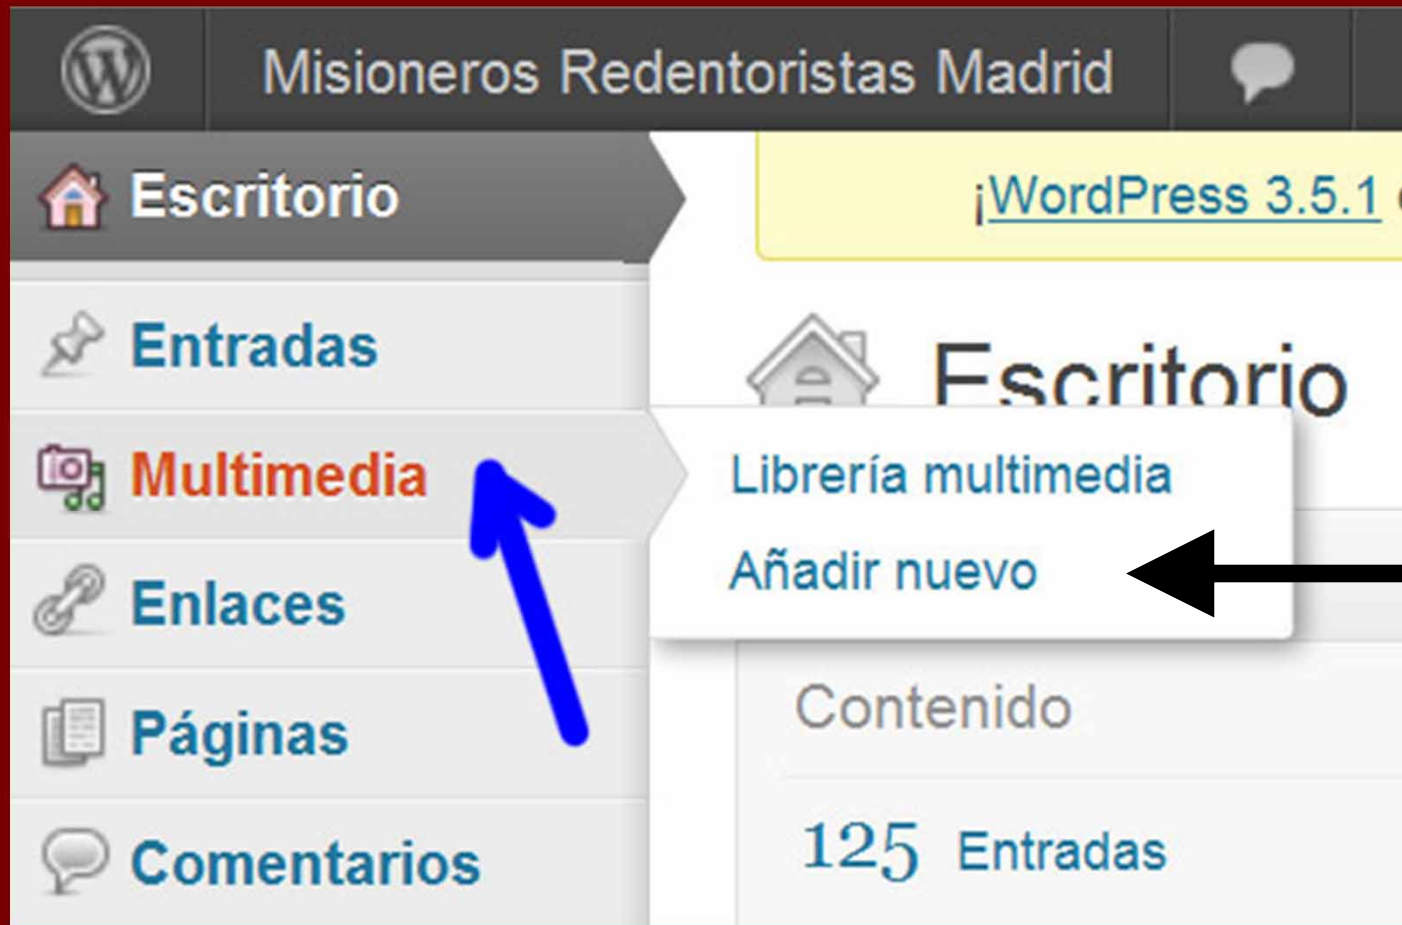 Misioneros Redentoristas Madrid
Escritorio
Entradas
Multimedia
Enlaces
Páginas
Comentarios
¡WordPress 3.5.1
Escritorio
Librería multimedia
Añadir nuevo
Contenido
125 Entradas